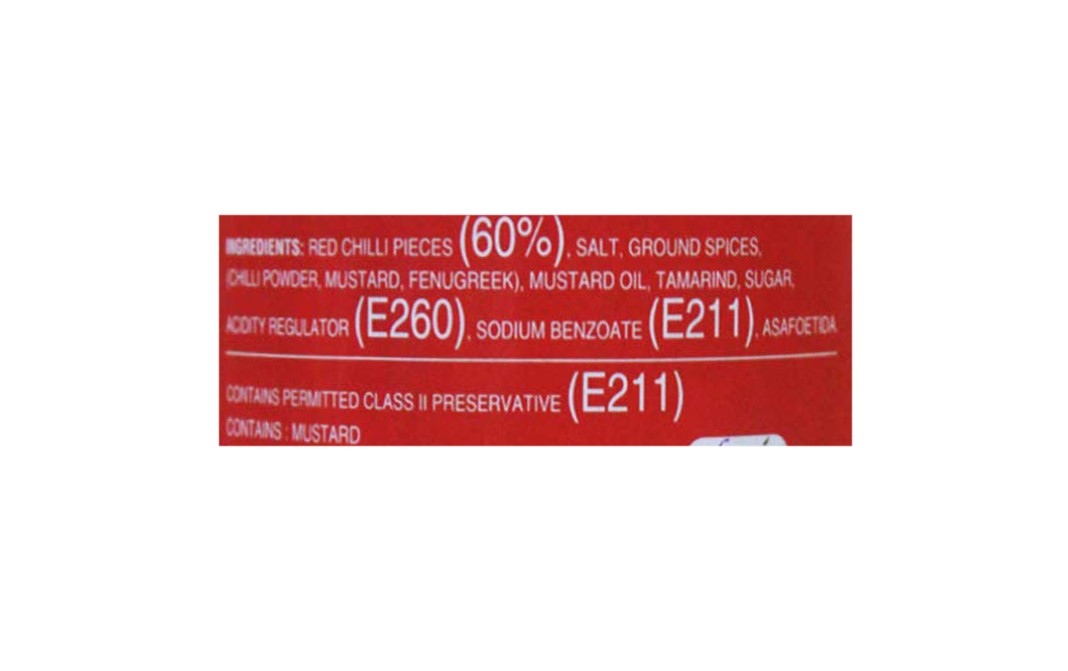 INGREDIENTS: RED CHILLI PIECES (60%), SALT, GROUND SPICES,
(CHILLI POWDER, MUSTARD, FENUGREEK), MUSTARD OIL, TAMARIND, SUGAR,
ACIDITY REGULATOR (E260), SODIUM BENZOATE (E211), ASAFOETIDA
CONTAINS PERMITTED CLASS II PRESERVATIVE (E211)
CONTAINS : MUSTARD